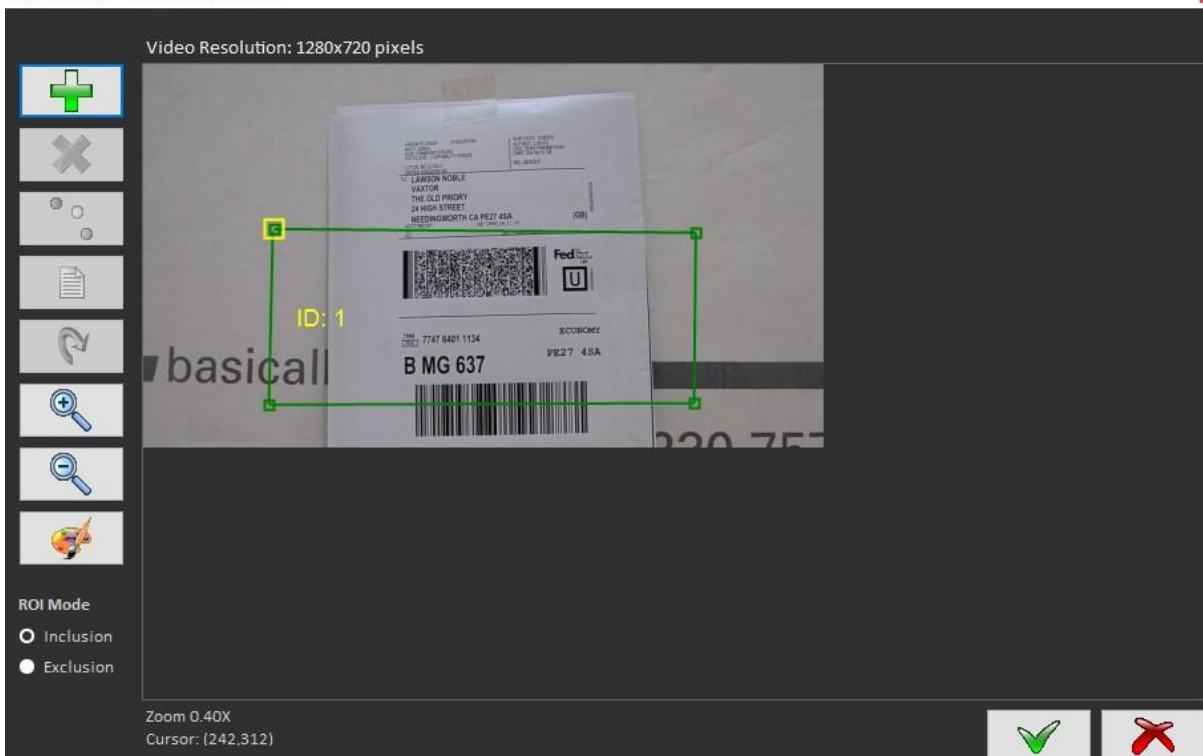 Video Resolution: 1280x720 pixels
LAWSON NOBLE
VAXTOR
THE OLD PRIORY
24 HIGH STREET
NEEDINGWORTH CA PE27 4SA
(GB)
Fed
U
ID: 1
7747 6401 1134
ECONOMY
PE27 4SA
basicall
B MG 637
ROI Mode
Inclusion
Exclusion
Zoom 0.40X
Cursor: (242,312)